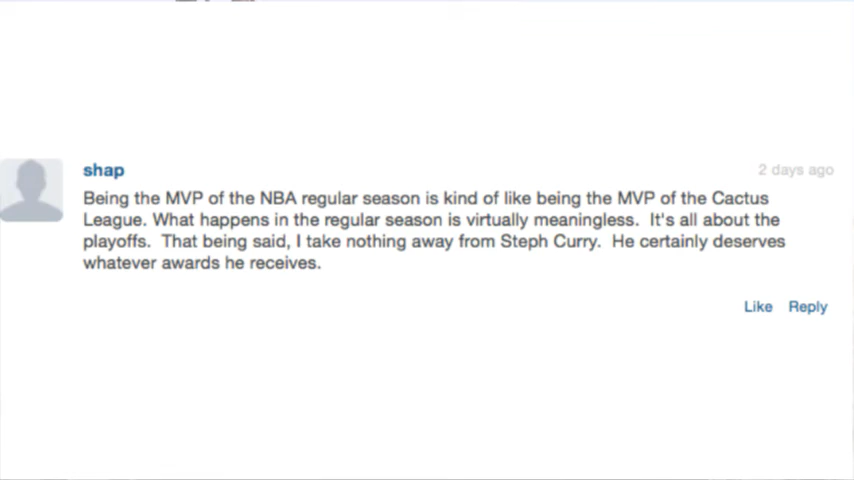 shap
2 days ago
Being the MVP of the NBA regular season is kind of like being the MVP of the Cactus
League. What happens in the regular season is virtually meaningless.  It's all about the
playoffs.  That being said, I take nothing away from Steph Curry.  He certainly deserves
whatever awards he receives.
Like Reply